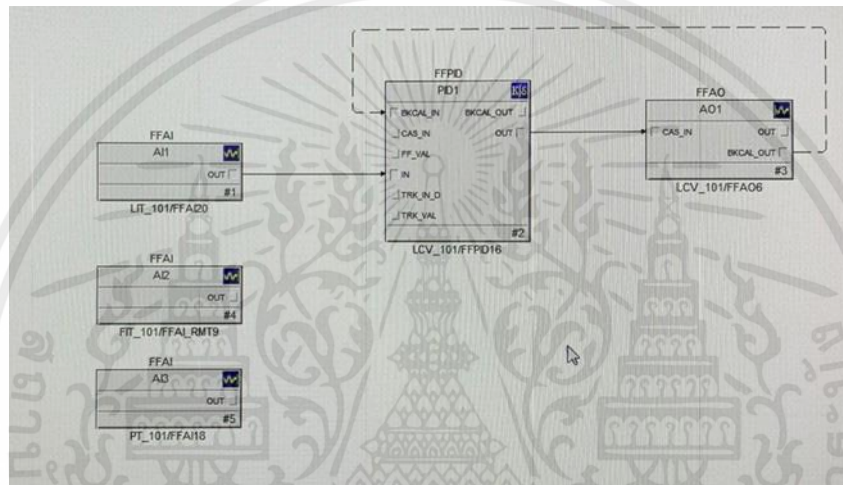 FFAI
AI1
OUT
#1
LIT_101/FFAI20
FFAI
AI2
OUT
#4
FIT_101/FFAI_RMT9
FFAI
AI3
OUT
#5
PT_101/FFAI18
FFPID
PID1
BKCAL_IN BKCAL_OUT
CAS_IN OUT
FF_VAL
IN
TRK_IN_D
TRK_VAL
#2
LCV_101/FFPID16
FFAO
AO1
CAS_IN OUT
BKCAL_OUT
#3
LCV_101/FFAO6